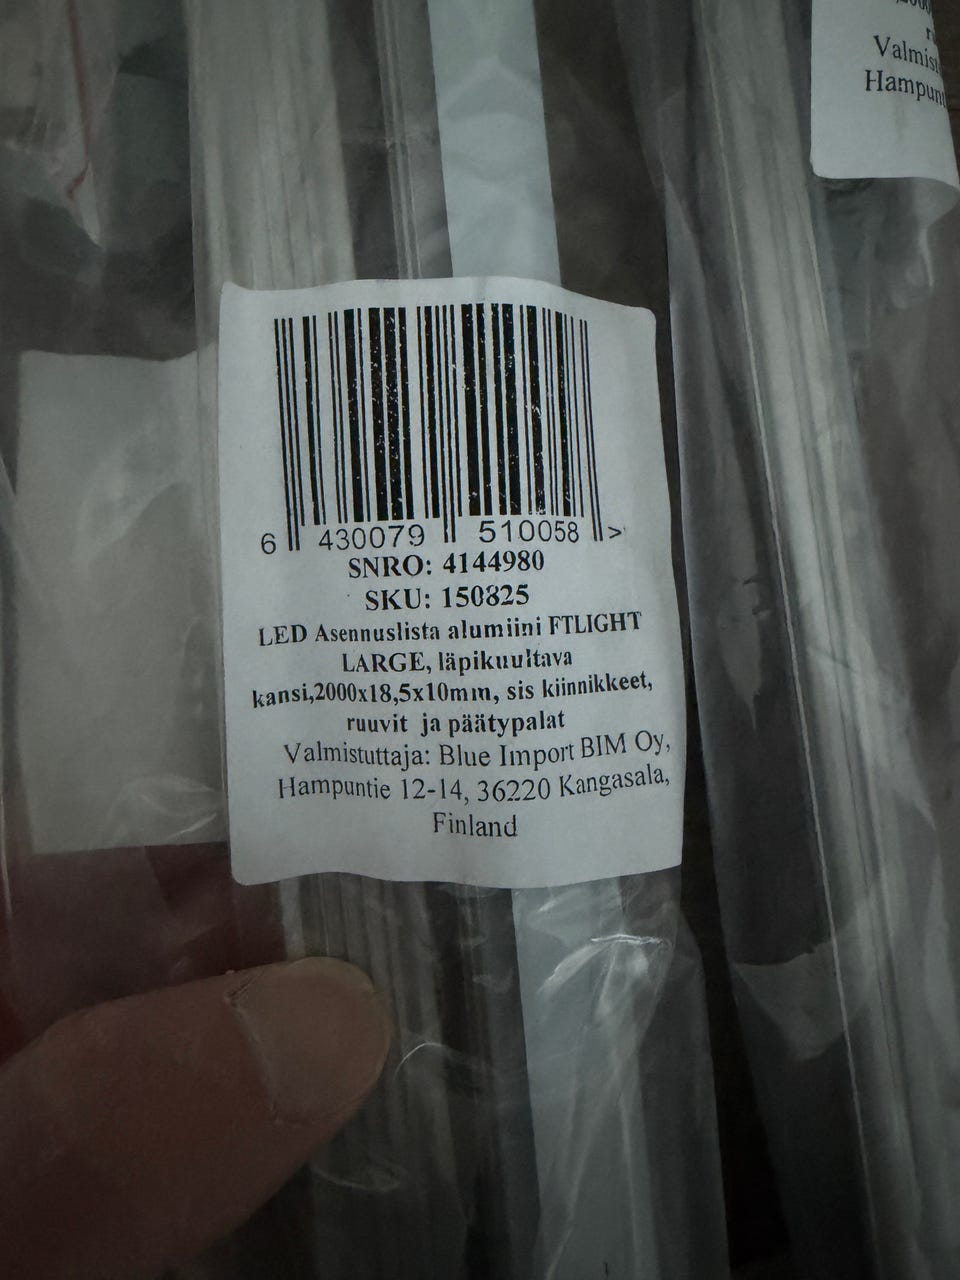 Valmist
Hampunt
6 430079 510058 >
SNRO: 4144980
SKU: 150825
LED Asennuslista alumiini FTLIGHT
LARGE, läpikuultava
kansi,2000x18,5x10mm, sis kiinnikkeet,
ruuvit ja päätypalat
Valmistuttaja: Blue Import BIM Oy,
Hampuntie 12-14, 36220 Kangasala,
Finland